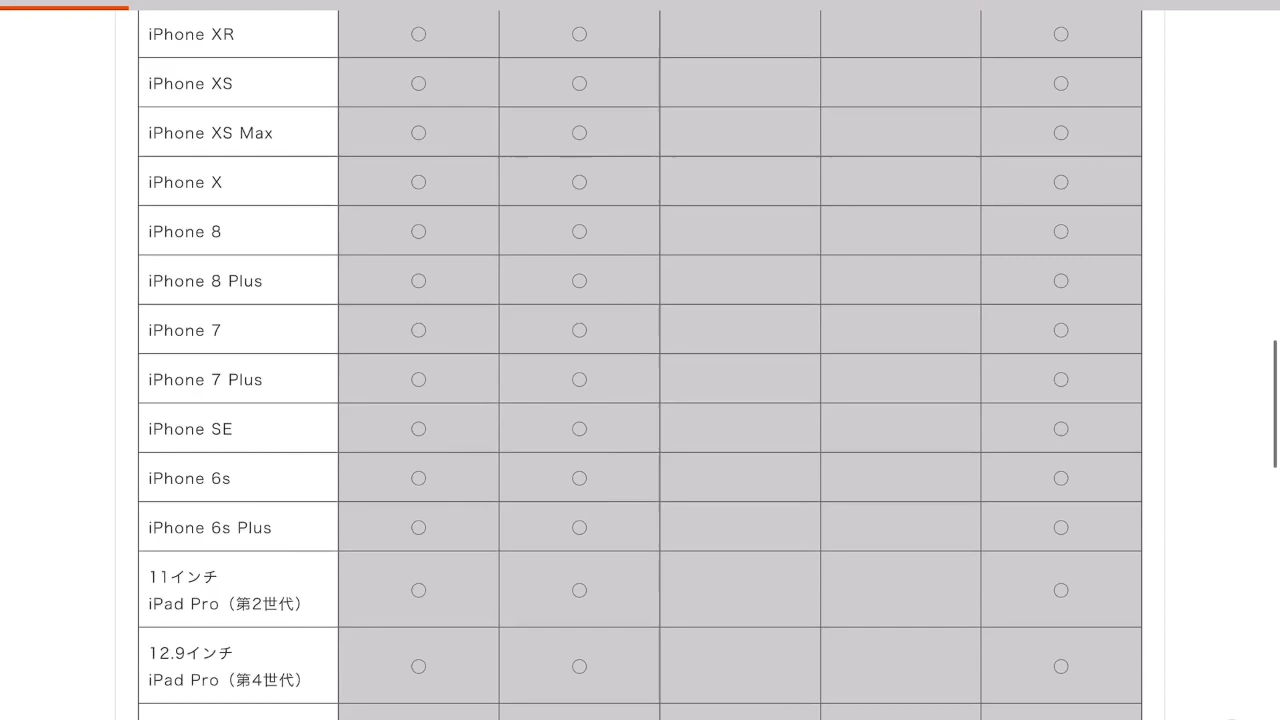 iPhone XR ○ ○ ○
iPhone XS ○ ○ ○
iPhone XS Max ○ ○ ○
iPhone X ○ ○ ○
iPhone 8 ○ ○ ○
iPhone 8 Plus ○ ○ ○
iPhone 7 ○ ○ ○
iPhone 7 Plus ○ ○ ○
iPhone SE ○ ○ ○
iPhone 6s ○ ○ ○
iPhone 6s Plus ○ ○ ○
11インチ
iPad Pro（第2世代） ○ ○ ○
12.9インチ
iPad Pro（第4世代） ○ ○ ○